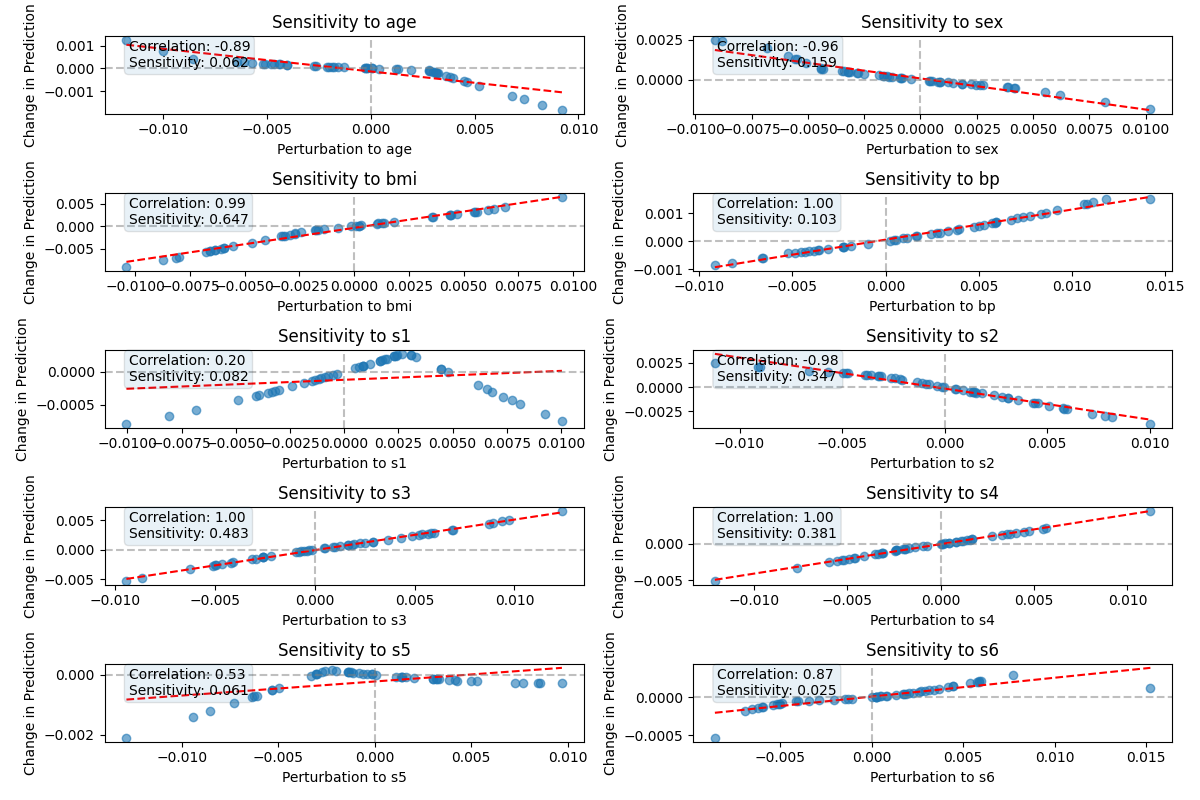 Sensitivity to age
Change in Prediction
0.001
0.000
−0.001
Correlation: -0.89
Sensitivity: 0.062
−0.010
−0.005
0.000
0.005
0.010
Perturbation to age
Sensitivity to sex
Change in Prediction
0.0025
0.0000
Correlation: -0.96
Sensitivity: 0.159
−0.0100
−0.0075
−0.0050
−0.0025
0.0000
0.0025
0.0050
0.0075
0.0100
Perturbation to sex
Sensitivity to bmi
Change in Prediction
0.005
0.000
−0.005
Correlation: 0.99
Sensitivity: 0.647
−0.0100
−0.0075
−0.0050
−0.0025
0.0000
0.0025
0.0050
0.0075
0.0100
Perturbation to bmi
Sensitivity to bp
Change in Prediction
0.001
0.000
−0.001
Correlation: 1.00
Sensitivity: 0.103
−0.010
−0.005
0.000
0.005
0.010
0.015
Perturbation to bp
Sensitivity to s1
Change in Prediction
0.0000
−0.0005
Correlation: 0.20
Sensitivity: 0.082
−0.0100
−0.0075
−0.0050
−0.0025
0.0000
0.0025
0.0050
0.0075
0.0100
Perturbation to s1
Sensitivity to s2
Change in Prediction
0.0025
0.0000
−0.0025
Correlation: -0.98
Sensitivity: 0.347
−0.010
−0.005
0.000
0.005
0.010
Perturbation to s2
Sensitivity to s3
Change in Prediction
0.005
0.000
−0.005
Correlation: 1.00
Sensitivity: 0.483
−0.010
−0.005
0.000
0.005
0.010
Perturbation to s3
Sensitivity to s4
Change in Prediction
0.000
−0.005
Correlation: 1.00
Sensitivity: 0.381
−0.010
−0.005
0.000
0.005
0.010
Perturbation to s4
Sensitivity to s5
Change in Prediction
0.000
−0.002
Correlation: 0.53
Sensitivity: 0.061
−0.010
−0.005
0.000
0.005
0.010
Perturbation to s5
Sensitivity to s6
Change in Prediction
0.0000
−0.0005
Correlation: 0.87
Sensitivity: 0.025
−0.005
0.000
0.005
0.010
0.015
Perturbation to s6